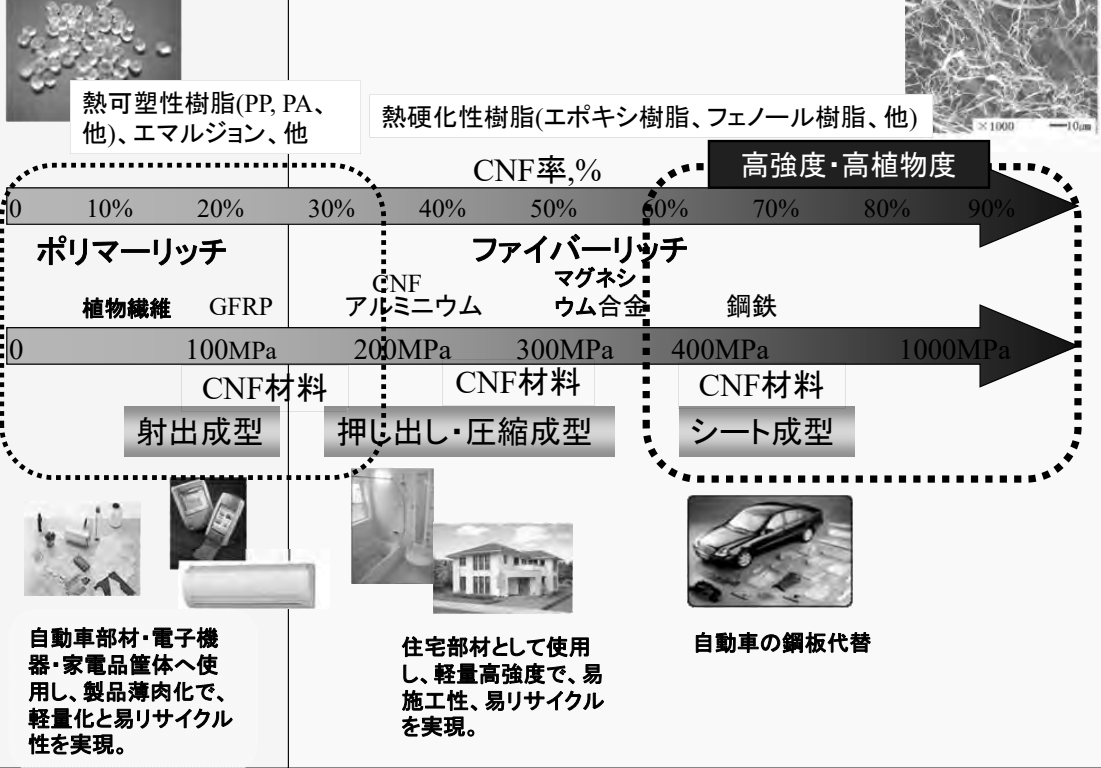 熱可塑性樹脂(PP, PA、
他)、エマルジョン、他
熱硬化性樹脂(エポキシ樹脂、フェノール樹脂、他)
×1000
10μm
CNF率,%
高強度・高植物度
0 10% 20% 30% 40% 50% 60% 70% 80% 90%
ポリマーリッチ
ファイバーリッチ
植物繊維
GFRP
CNF
アルミニウム
マグネシ
ウム合金
鋼鉄
0 100MPa 200MPa 300MPa 400MPa 1000MPa
CNF材料
CNF材料
CNF材料
射出成型
押し出し・圧縮成型
シート成型
自動車部材・電子機
器・家電品筐体へ使
用し、製品薄肉化で、
軽量化と易リサイクル
性を実現。
住宅部材として使用
し、軽量高強度で、易
施工性、易リサイクル
を実現。
自動車の鋼板代替